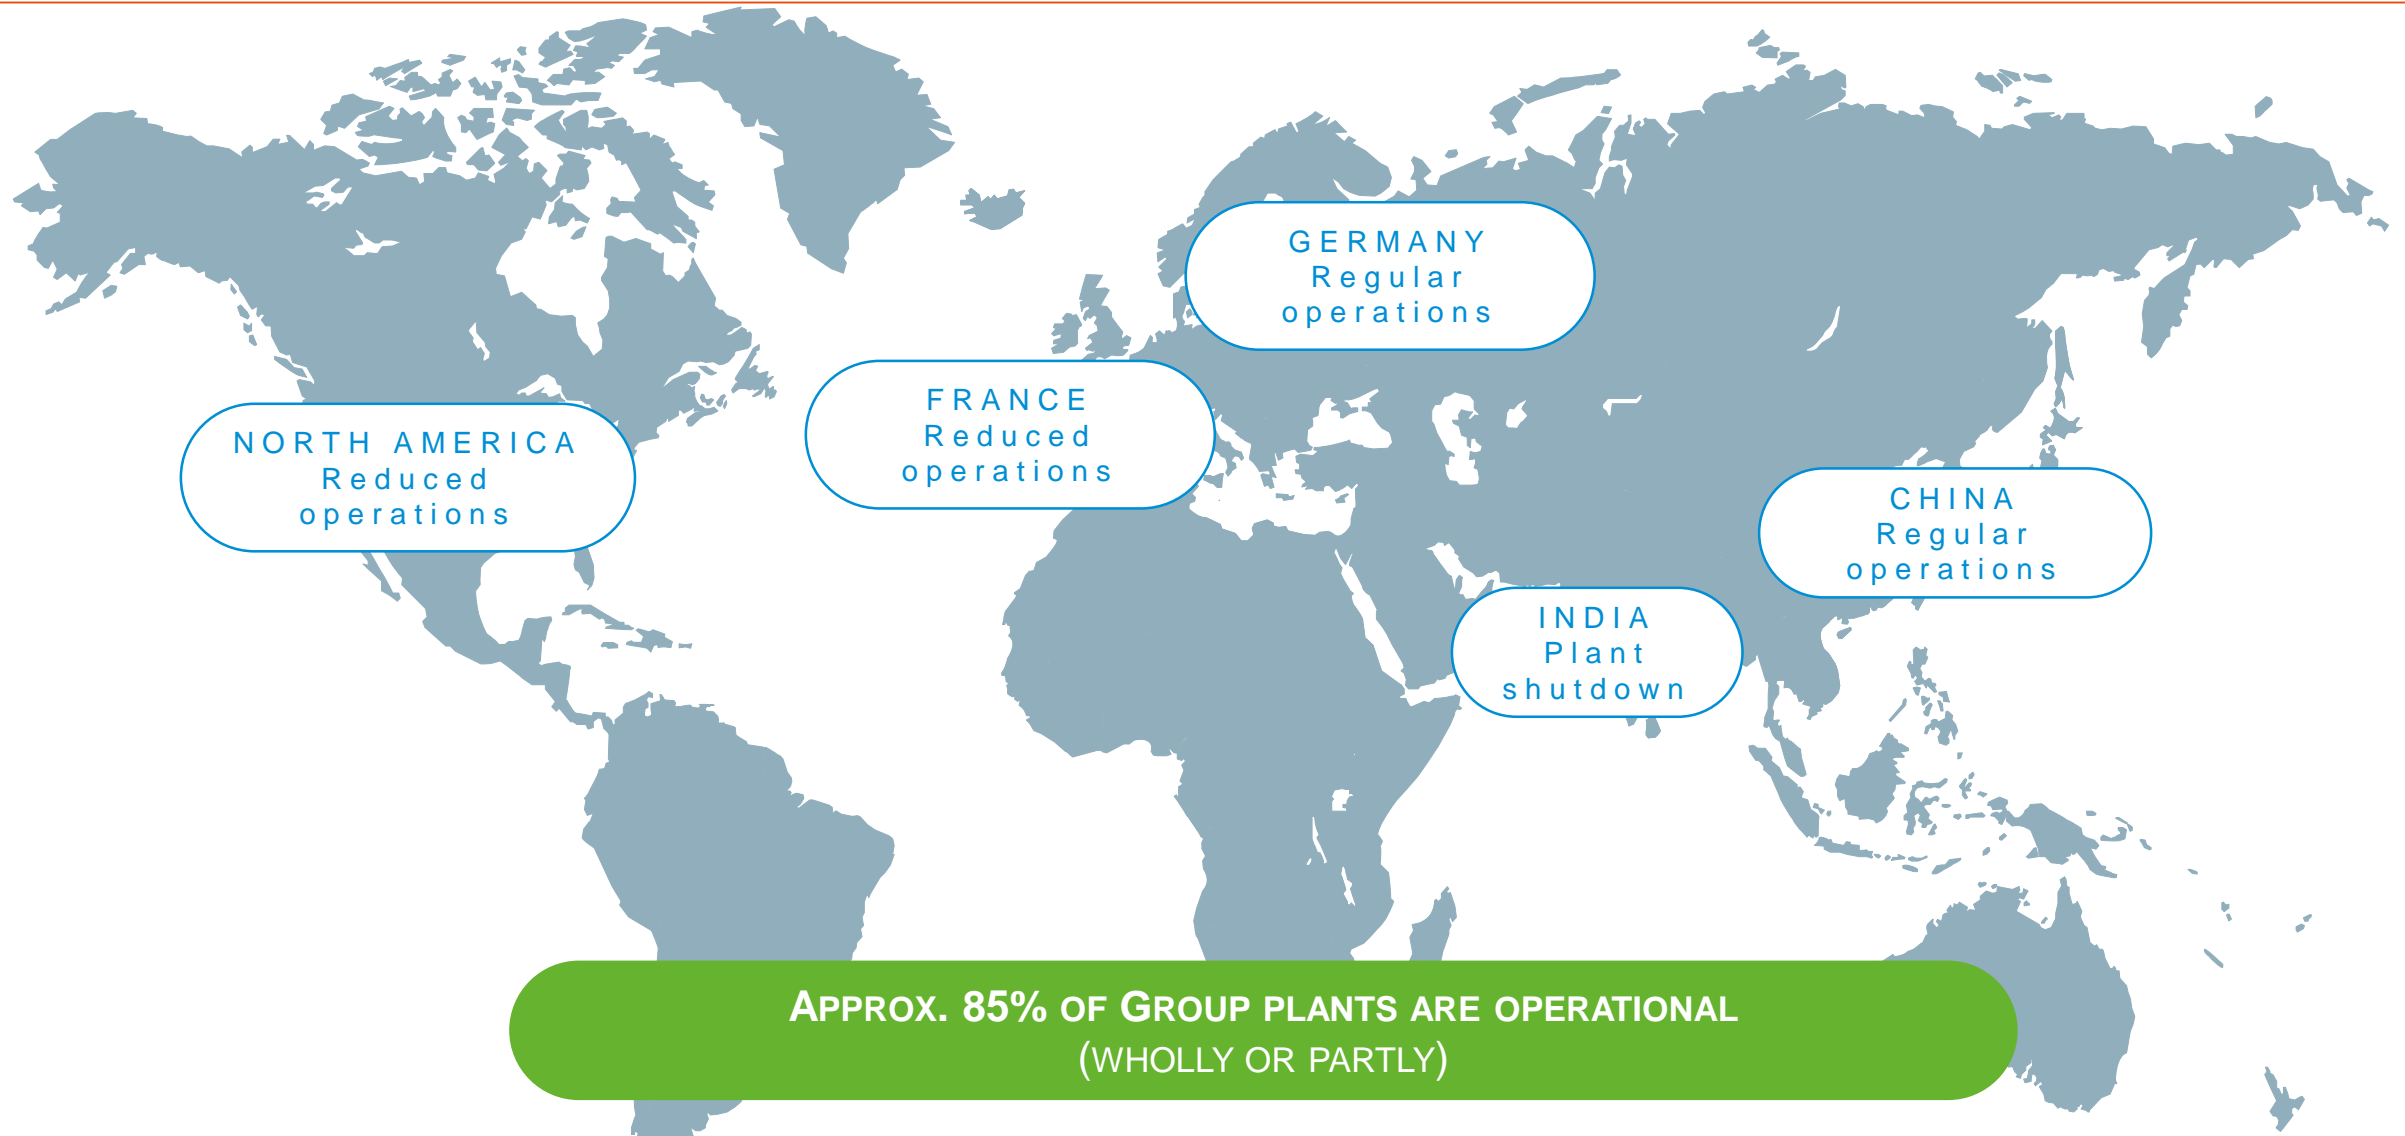 GERMANY
Regular
operations
FRANCE
Reduced
operations
NORTH AMERICA
Reduced
operations
CHINA
Regular
operations
INDIA
Plant
shutdown
APPROX. 85% OF GROUP PLANTS ARE OPERATIONAL
(WHOLLY OR PARTLY)